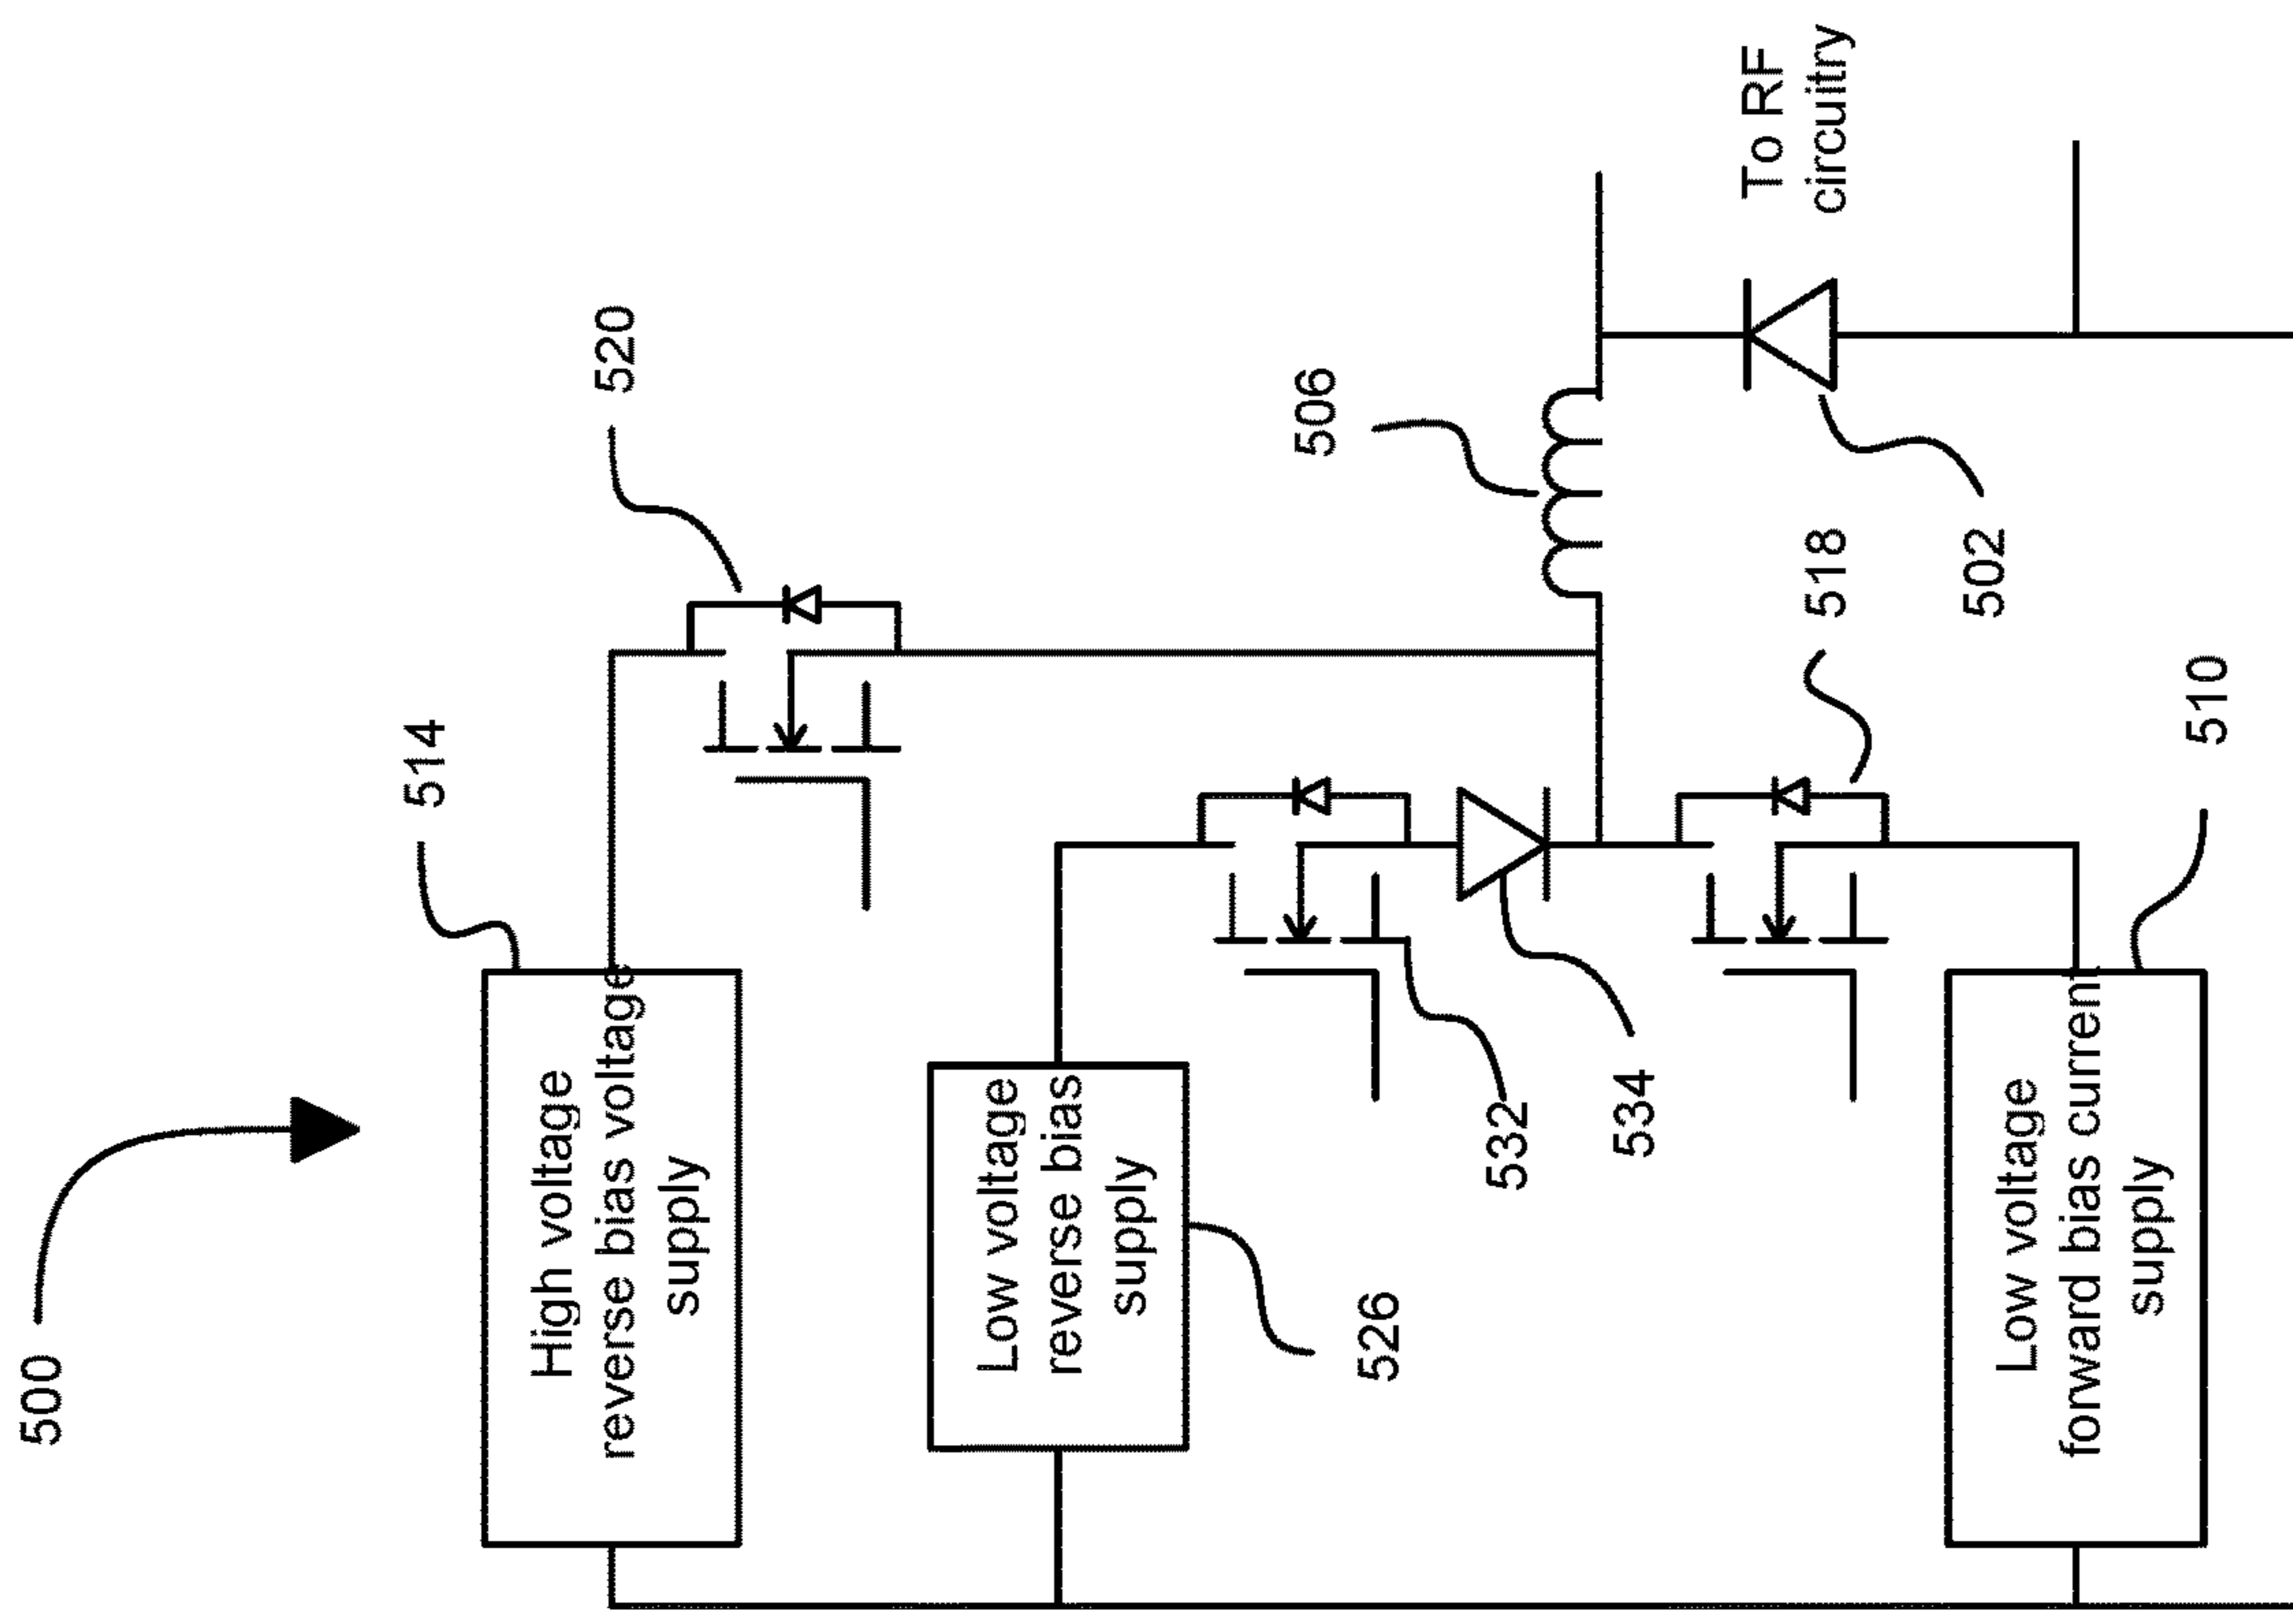 500
514
520
High voltage
reverse bias voltage
supply
Low voltage
reverse bias
supply
526
532
534
506
To RF
circuitry
502
518
510
Low voltage
forward bias current
supply